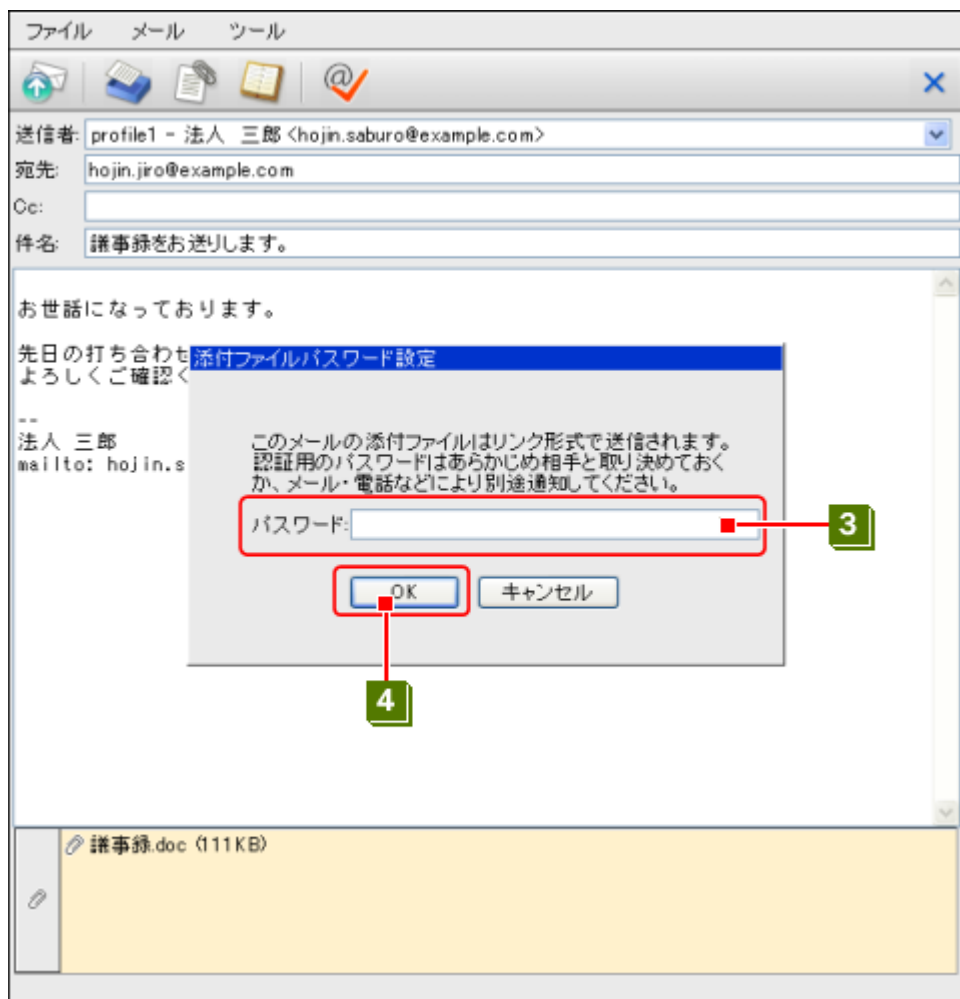 ファイル メール ツール
送信者: profile1 - 法人 三郎 <hojin.saburo@example.com>
宛先: hojin.jiro@example.com
Cc:
件名: 議事録をお送りします。
お世話になっております。
先日の打ち合わせ
よろしくご確認く
--
法人 三郎
mailto: hojin.s
添付ファイルパスワード設定
このメールの添付ファイルはリンク形式で送信されます。
認証用のパスワードはあらかじめ相手と取り決めておく
か、メール・電話などにより別途通知してください。
パスワード:
3
OK キャンセル
4
議事録.doc (111KB)